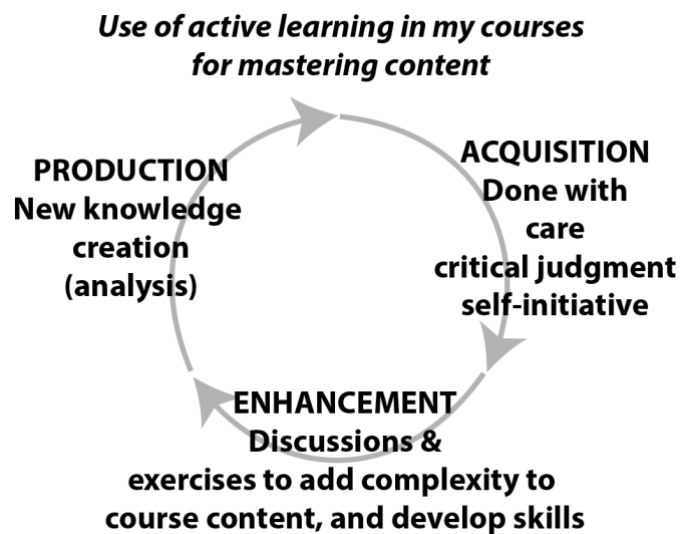 Use of active learning in my courses
for mastering content
PRODUCTION
New knowledge
creation
(analysis)
ACQUISITION
Done with
care
critical judgment
self-initiative
ENHANCEMENT
Discussions &
exercises to add complexity to
course content, and develop skills